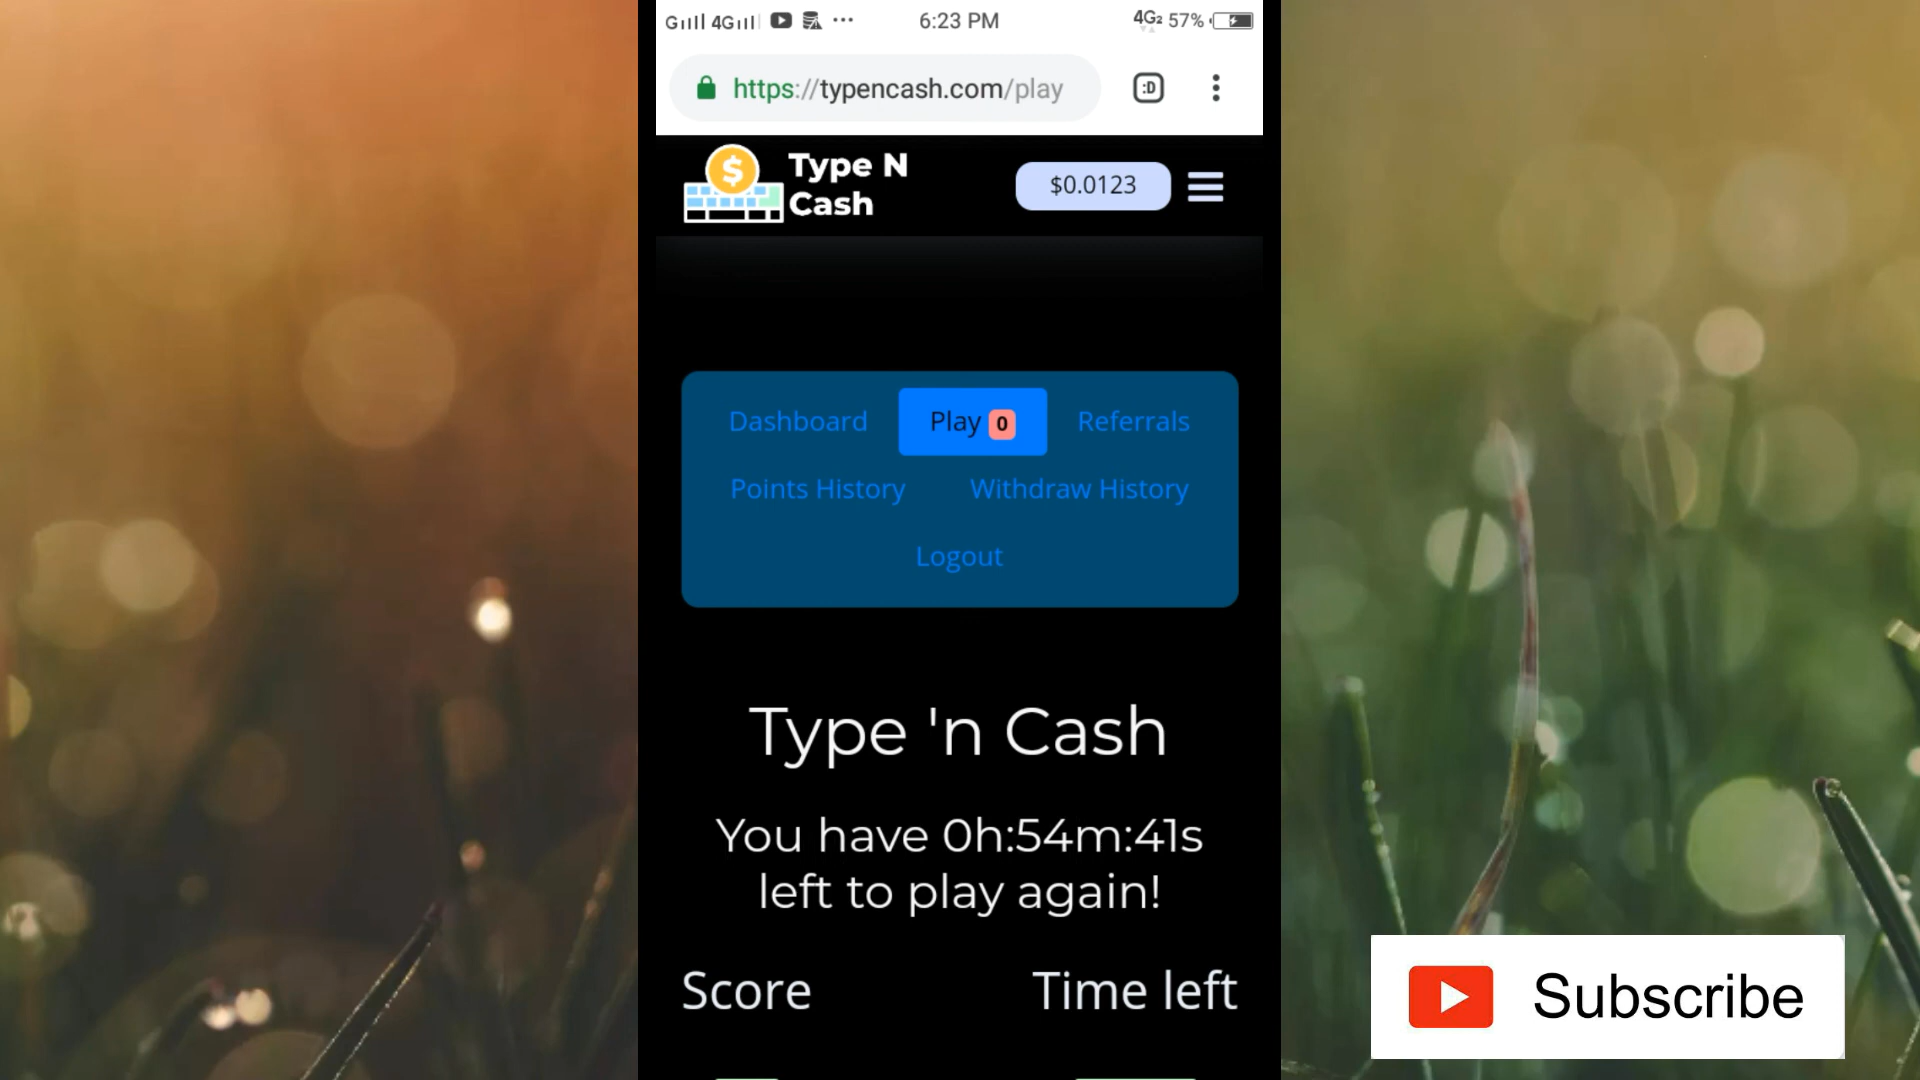 G 4G 6:23 PM 4G2 57%
https://typencash.com/play :D
Type N
Cash
$0.0123
Dashboard Play 0 Referrals
Points History Withdraw History
Logout
Type 'n Cash
You have 0h:54m:41s
left to play again!
Score Time left
Subscribe